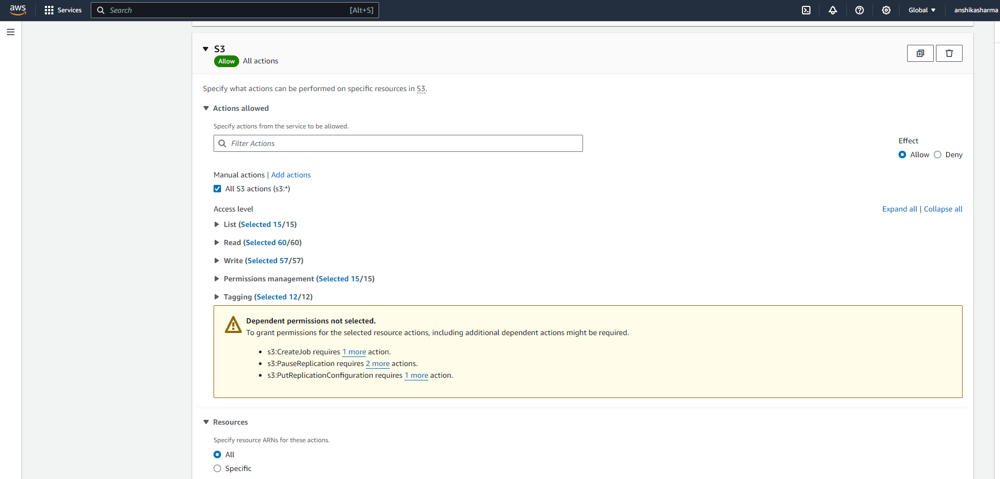 aws Services Search [Alt+S] Global anshikasharma
S3
Allow All actions
Specify what actions can be performed on specific resources in S3.
Actions allowed
Specify actions from the service to be allowed.
Filter Actions
Effect
Allow Deny
Manual actions | Add actions
All S3 actions (s3:*)
Access level Expand all | Collapse all
List (Selected 15/15)
Read (Selected 60/60)
Write (Selected 57/57)
Permissions management (Selected 15/15)
Tagging (Selected 12/12)
Dependent permissions not selected.
To grant permissions for the selected resource actions, including additional dependent actions might be required.
• s3:CreateJob requires 1 more action.
• s3:PauseReplication requires 2 more actions.
• s3:PutReplicationConfiguration requires 1 more action.
Resources
Specify resource ARNs for these actions.
All
Specific